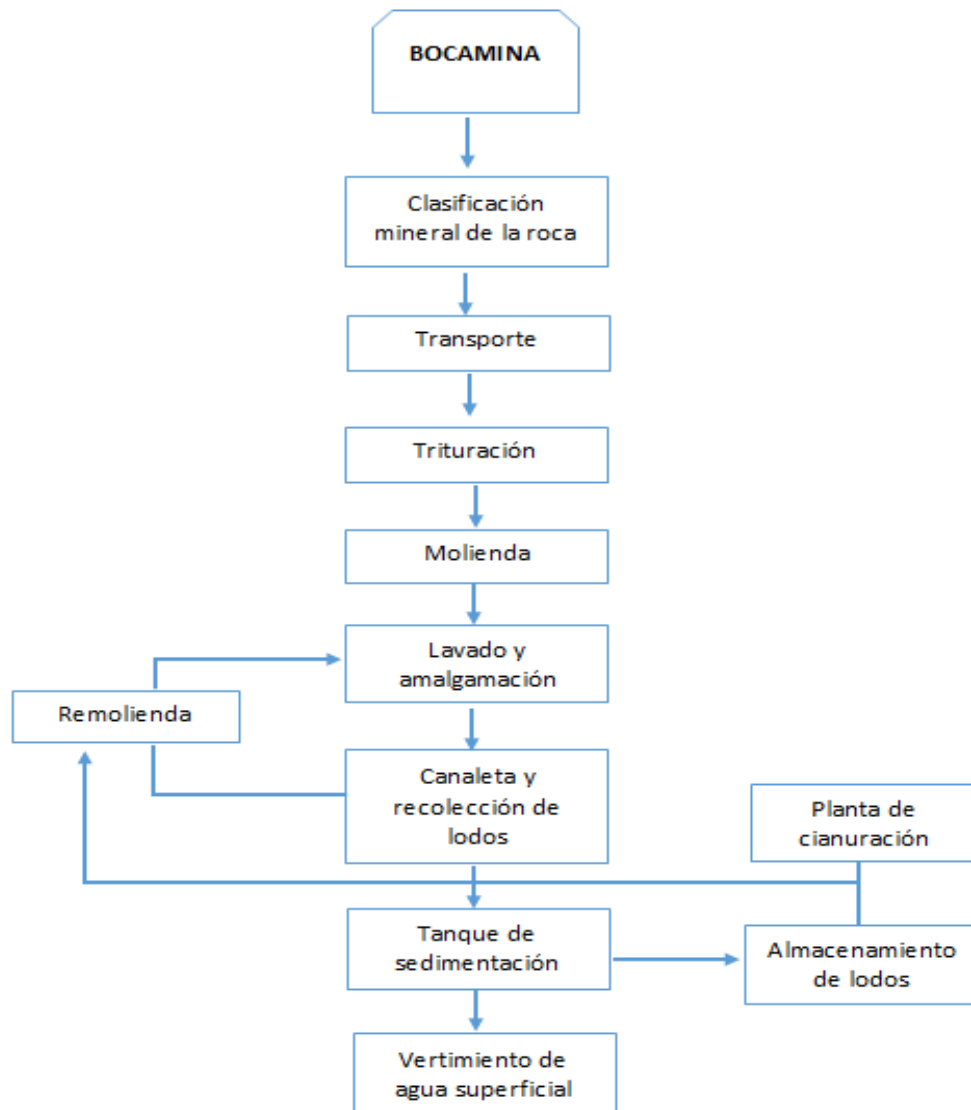 BOCAMINA
Clasificación
mineral de la roca
Transporte
Trituración
Molienda
Lavado y
amalgamación
Remolienda
Canaleta y
recolección de
lodos
Planta de
cianuración
Tanque de
sedimentación
Almacenamiento
de lodos
Vertimiento de
agua superficial